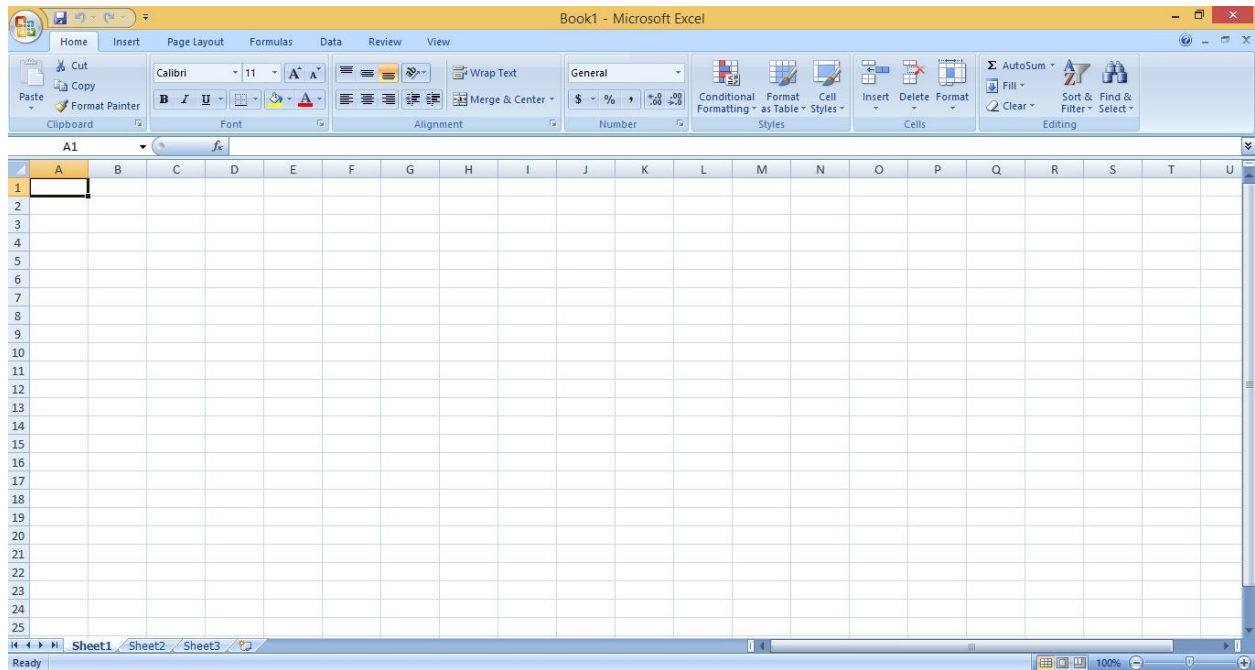 Book1 - Microsoft Excel
Home Insert Page Layout Formulas Data Review View
Cut
Copy
Format Painter
Paste
Clipboard
Calibri 11
B I U
Font
Wrap Text
Merge & Center
Alignment
General
$ % ,
Number
Conditional Formatting
Format as Table
Cell Styles
Styles
Insert Delete Format
Cells
Σ AutoSum
Fill
Clear
Sort & Filter
Find & Select
Editing
A1 fx
A B C D E F G H I J K L M N O P Q R S T U
1
2
3
4
5
6
7
8
9
10
11
12
13
14
15
16
17
18
19
20
21
22
23
24
25
Sheet1 Sheet2 Sheet3
Ready 100%